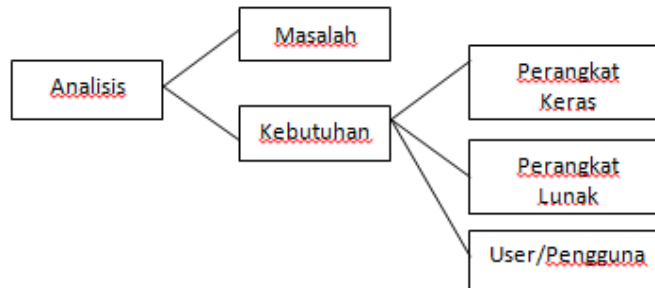 Masalah
Analisis
Kebutuhan
Perangkat
Keras
Perangkat
Lunak
User/Pengguna